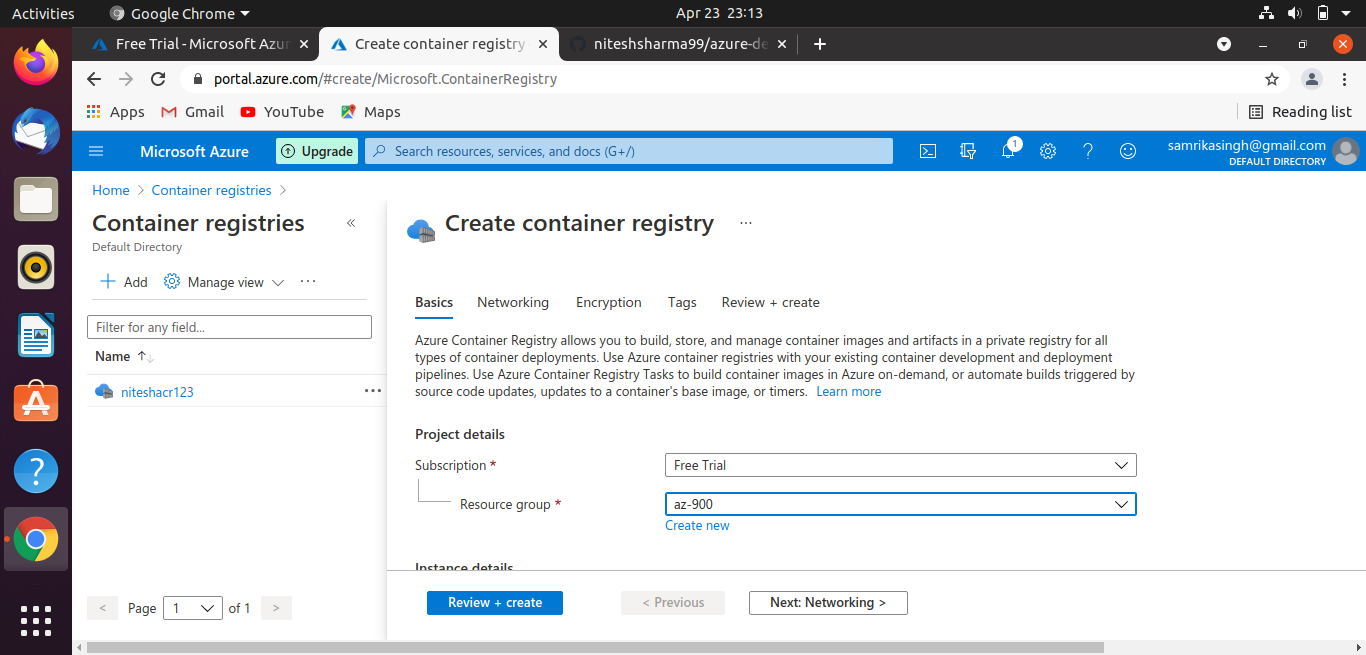 Activities
Google Chrome
Apr 23 23:13
Free Trial - Microsoft Azur
Create container registry
niteshsharma99/azure-de
portal.azure.com/#create/Microsoft.ContainerRegistry
Apps
Gmail
YouTube
Maps
Reading list
Microsoft Azure
Upgrade
Search resources, services, and docs (G+/)
1
samrikasingh@gmail.com
DEFAULT DIRECTORY
Home > Container registries >
Container registries
«
Default Directory
+ Add
Manage view
...
Filter for any field...
Name ↑↓
niteshacr123
...
< Page 1 of 1 >
Create container registry
...
Basics
Networking
Encryption
Tags
Review + create
Azure Container Registry allows you to build, store, and manage container images and artifacts in a private registry for all
types of container deployments. Use Azure container registries with your existing container development and deployment
pipelines. Use Azure Container Registry Tasks to build container images in Azure on-demand, or automate builds triggered by
source code updates, updates to a container's base image, or timers. Learn more
Project details
Subscription *
Free Trial
Resource group *
az-900
Create new
Instance details
Review + create
< Previous
Next: Networking >